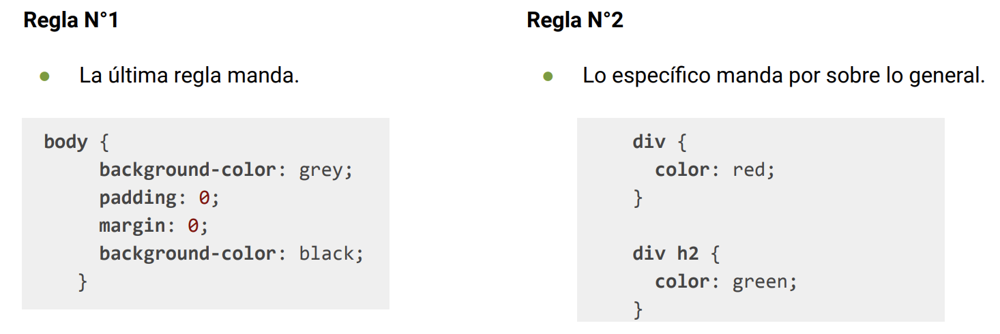 Regla N°1
● La última regla manda.
body {
background-color: grey;
padding: 0;
margin: 0;
background-color: black;
}
Regla N°2
● Lo específico manda por sobre lo general.
div {
color: red;
}
div h2 {
color: green;
}